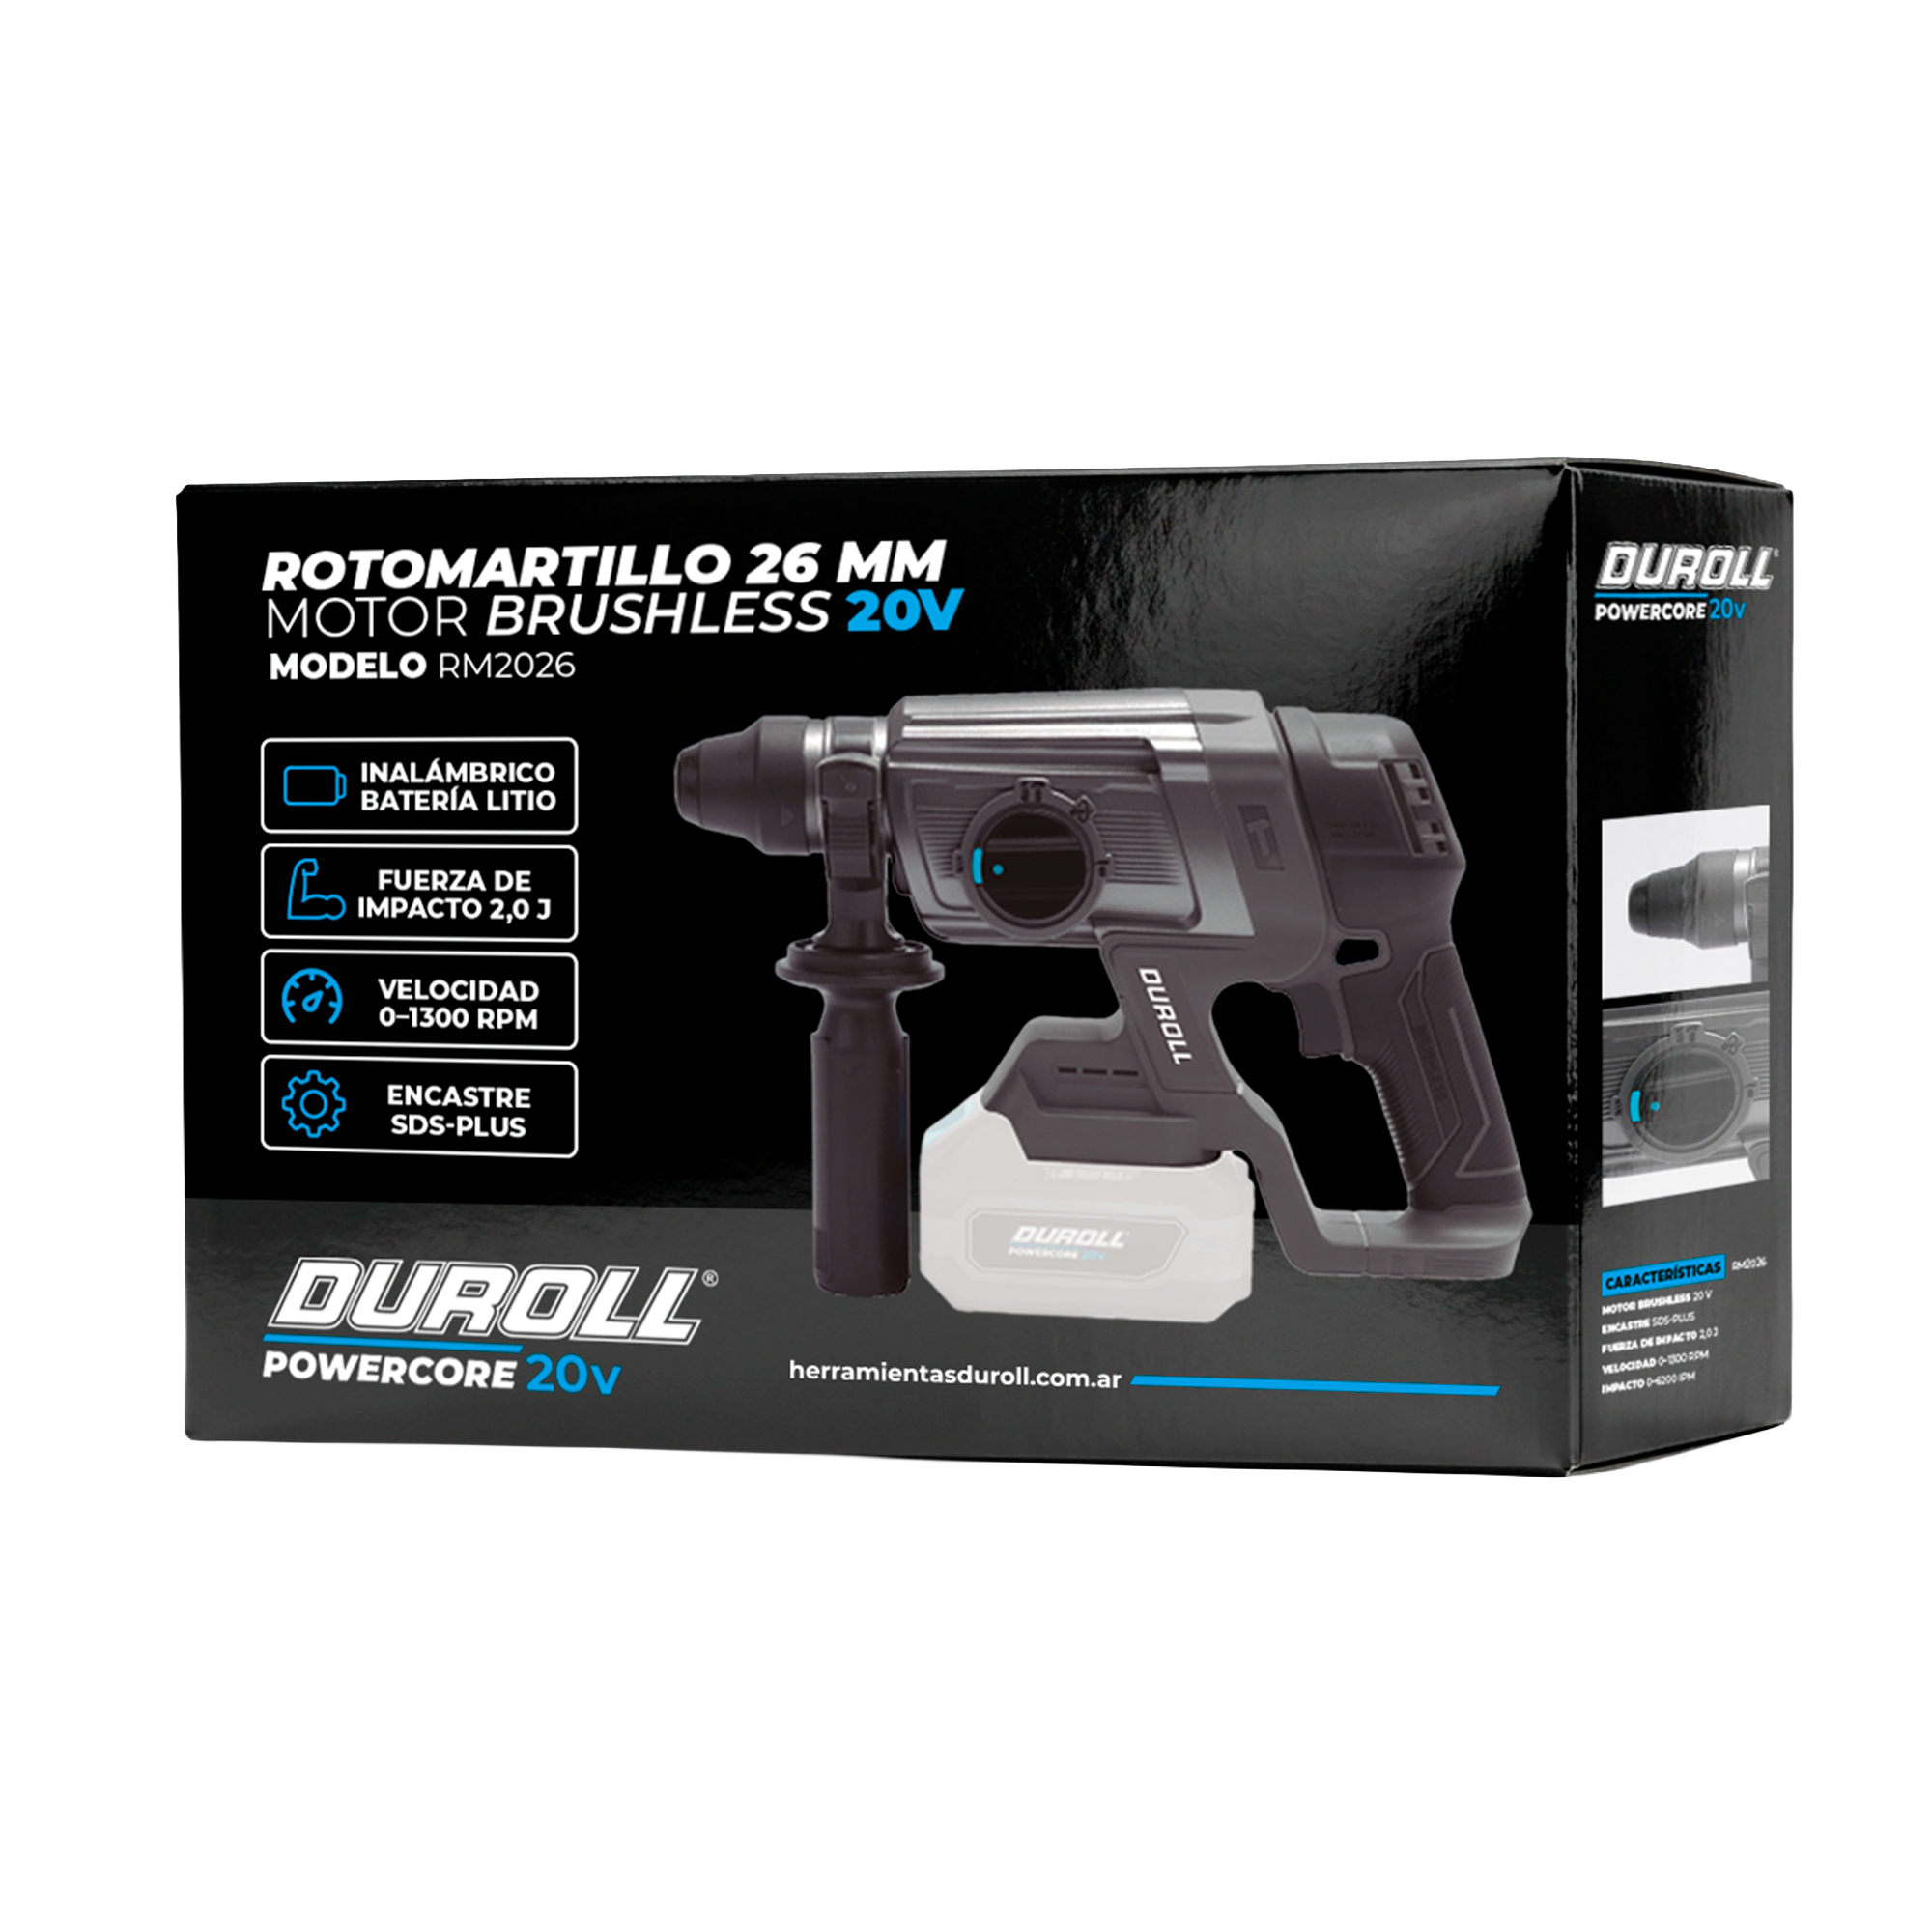 ROTOMARTILLO 26 MM
MOTOR BRUSHLESS 20V
MODELO RM2026
INALÁMBRICO
BATERÍA LITIO
FUERZA DE
IMPACTO 2,0 J
VELOCIDAD
0–1300 RPM
ENCASTRE
SDS-PLUS
DUROLL
DUROLL
POWERCORE 20V
DUROLL®
POWERCORE 20V
herramientasduroll.com.ar
DUROLL®
POWERCORE 20V
CARACTERÍSTICAS RM2026
MOTOR BRUSHLESS 20 V
ENCASTRE SDS-PLUS
FUERZA DE IMPACTO 2,0 J
VELOCIDAD 0–1300 RPM
IMPACTO 0–6200 IPM